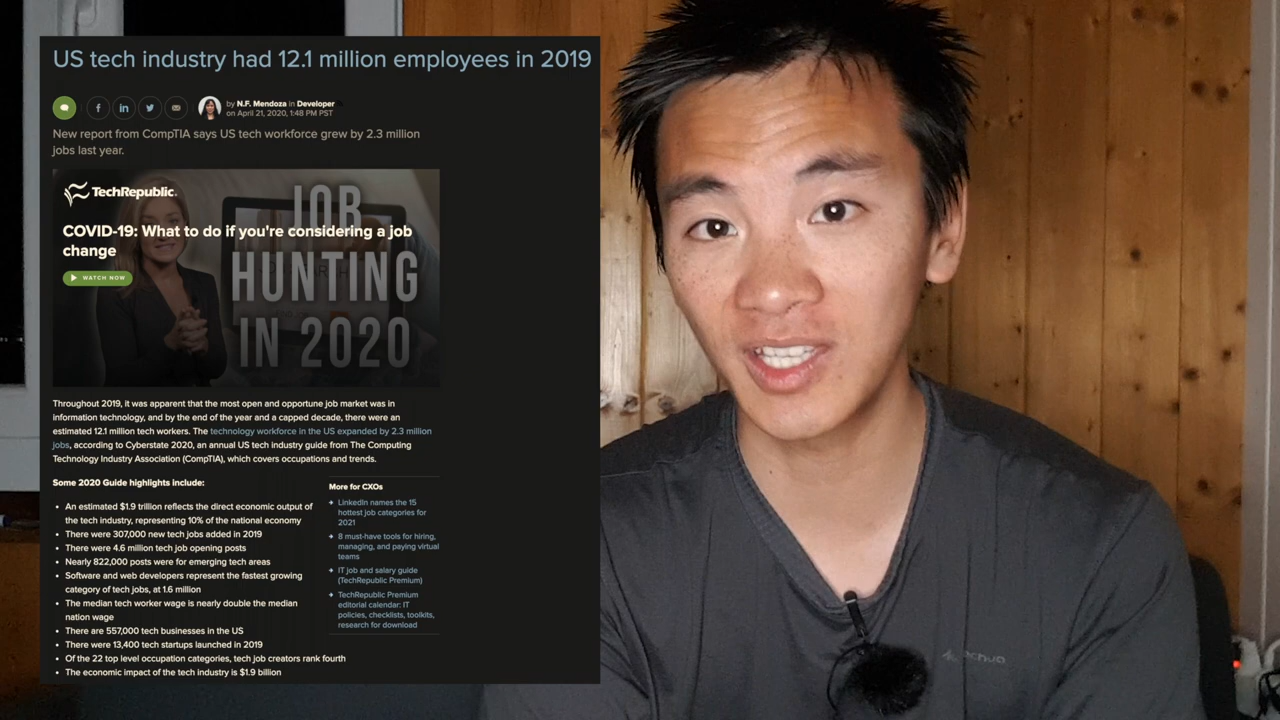 US tech industry had 12.1 million employees in 2019
by N.F. Mendoza in Developer
on April 21, 2020, 1:48 PM PST
New report from CompTIA says US tech workforce grew by 2.3 million
jobs last year.
TechRepublic.
JOB
HUNTING
IN 2020
COVID-19: What to do if you're considering a job
change
WATCH NOW
Throughout 2019, it was apparent that the most open and opportune job market was in
information technology, and by the end of the year and a capped decade, there were an
estimated 12.1 million tech workers. The technology workforce in the US expanded by 2.3 million
jobs, according to Cyberstate 2020, an annual US tech industry guide from The Computing
Technology Industry Association (CompTIA), which covers occupations and trends.
Some 2020 Guide highlights include:
• An estimated $1.9 trillion reflects the direct economic output of
the tech industry, representing 10% of the national economy
• There were 307,000 new tech jobs added in 2019
• There were 4.6 million tech job opening posts
• Nearly 822,000 posts were for emerging tech areas
• Software and web developers represent the fastest growing
category of tech jobs, at 1.6 million
• The median tech worker wage is nearly double the median
nation wage
• There are 557,000 tech businesses in the US
• There were 13,400 tech startups launched in 2019
• Of the 22 top level occupation categories, tech job creators rank fourth
• The economic impact of the tech industry is $1.9 billion
More for CXOs
LinkedIn names the 15
hottest job categories for
2021
8 must-have tools for hiring,
managing, and paying virtual
teams
IT job and salary guide
(TechRepublic Premium)
TechRepublic Premium
editorial calendar: IT
policies, checklists, toolkits,
research for download